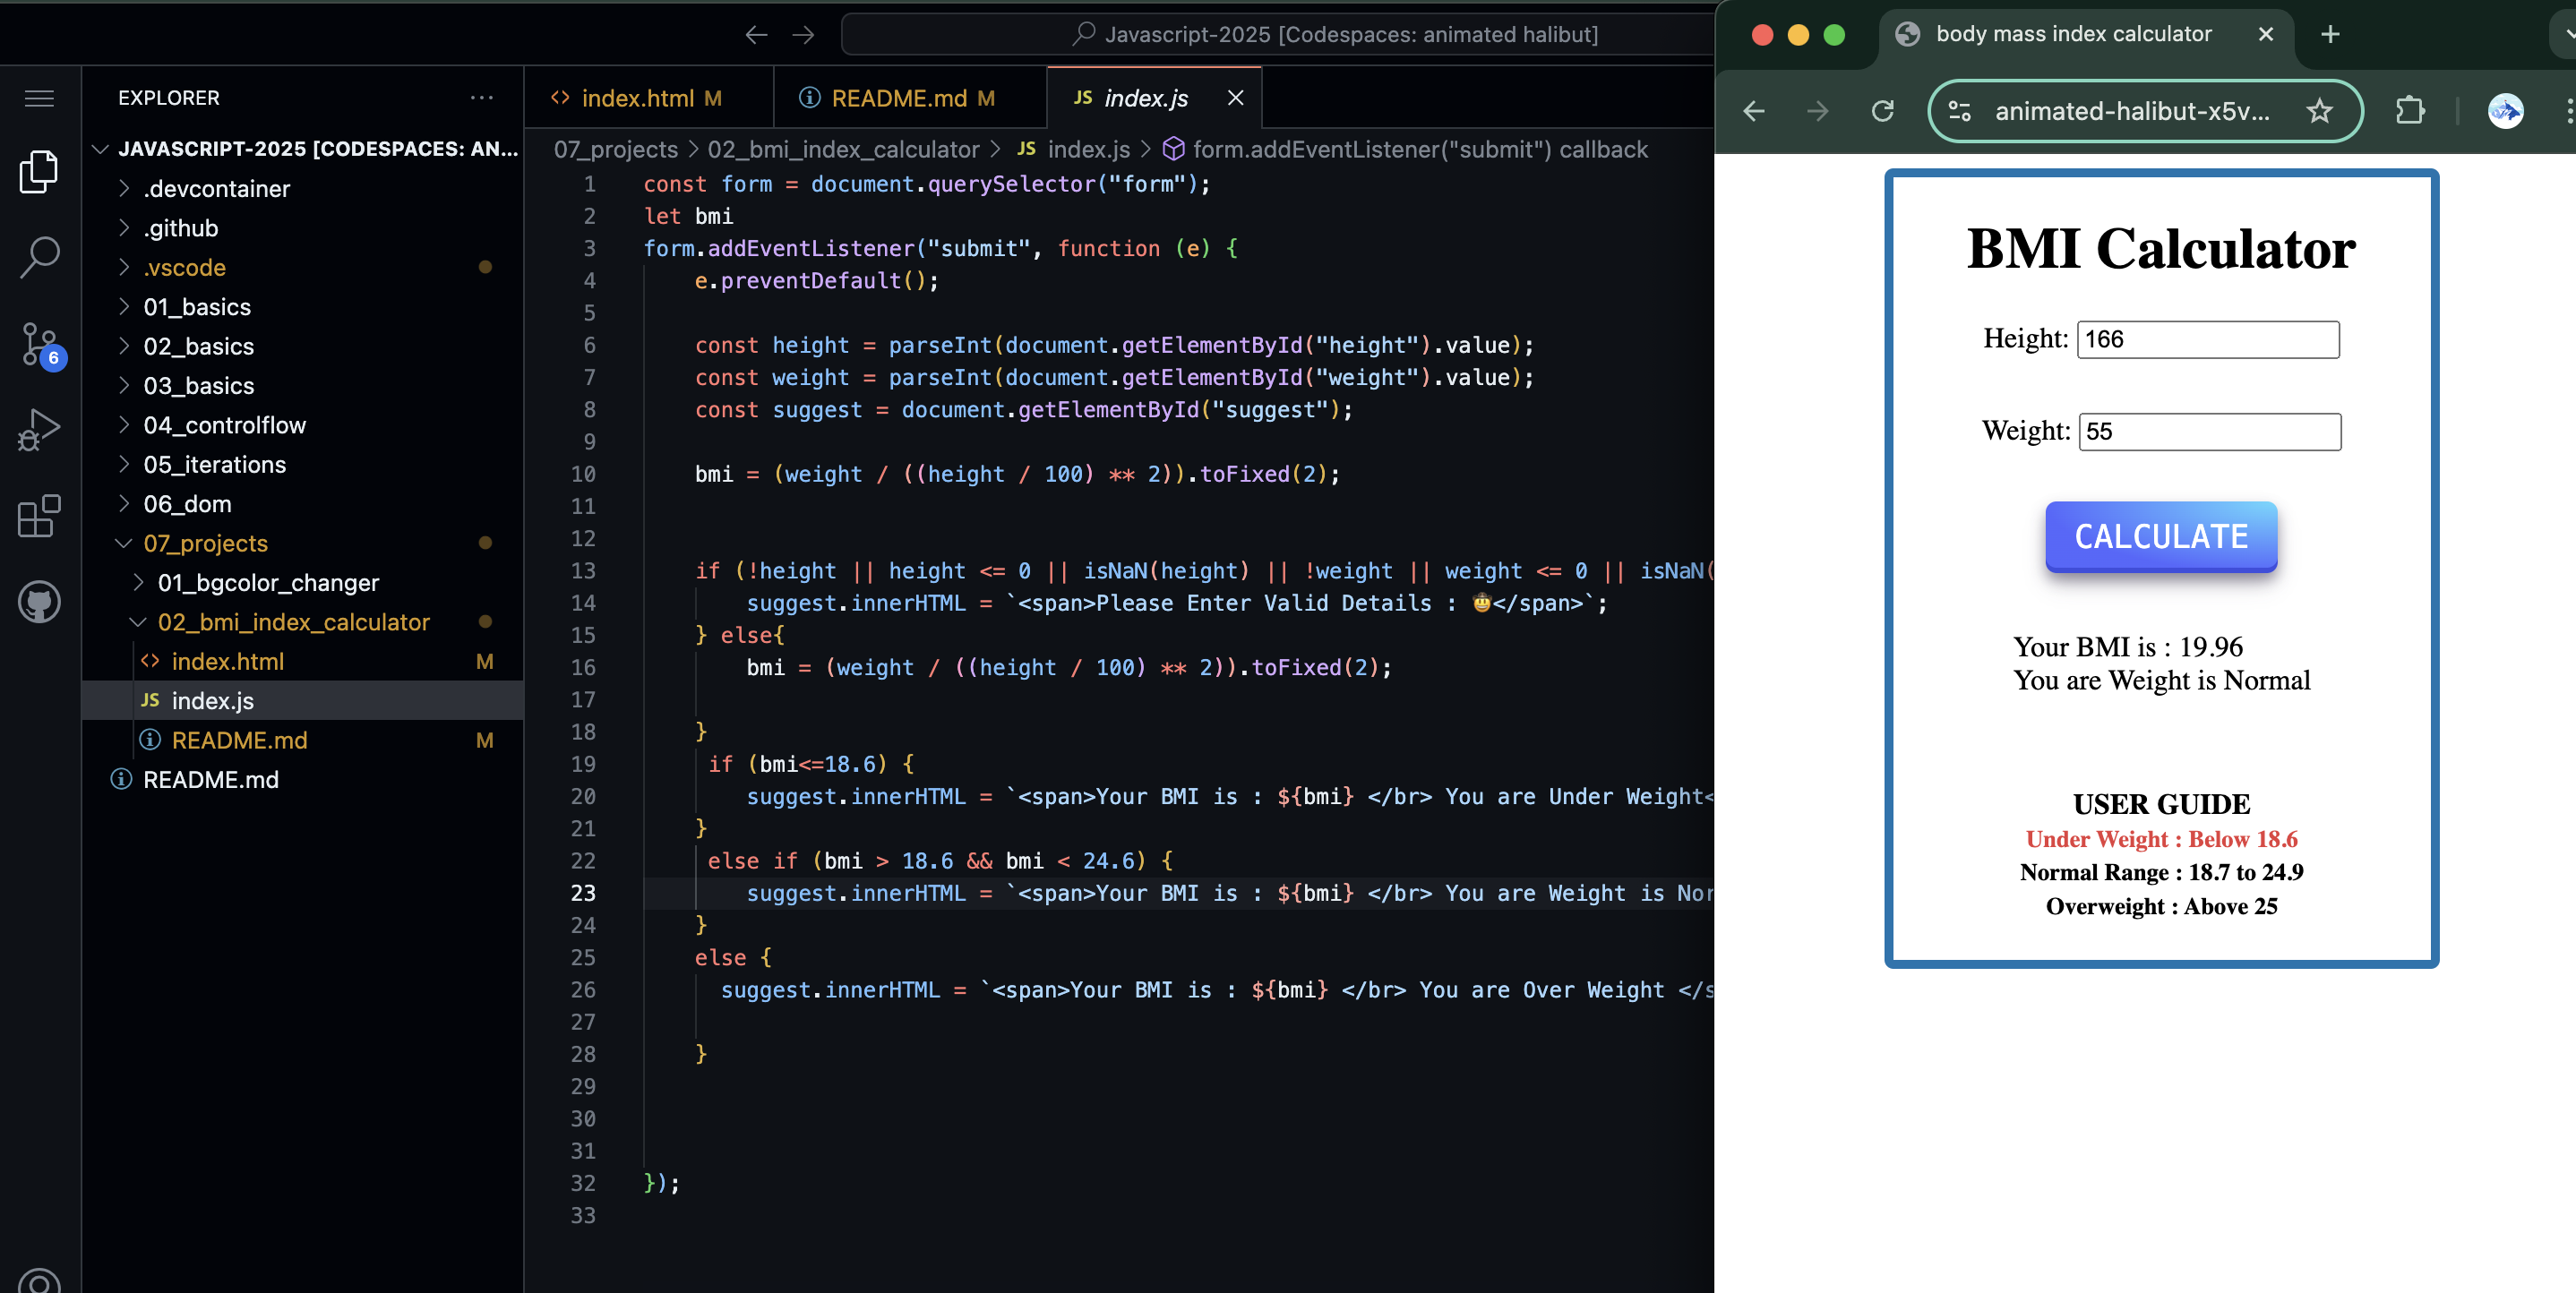 Javascript-2025 [Codespaces: animated halibut]
EXPLORER
JAVASCRIPT-2025 [CODESPACES: AN...
.devcontainer
.github
.vscode
01_basics
02_basics
03_basics
04_controlflow
05_iterations
06_dom
07_projects
01_bgcolor_changer
02_bmi_index_calculator
<> index.html M
JS index.js
README.md M
README.md
6
<> index.html M
README.md M
JS index.js
07_projects > 02_bmi_index_calculator > JS index.js > form.addEventListener("submit") callback
1 const form = document.querySelector("form");
2 let bmi
3 form.addEventListener("submit", function (e) {
4 e.preventDefault();
5
6 const height = parseInt(document.getElementById("height").value);
7 const weight = parseInt(document.getElementById("weight").value);
8 const suggest = document.getElementById("suggest");
9
10 bmi = (weight / ((height / 100) ** 2)).toFixed(2);
11
12
13 if (!height || height <= 0 || isNaN(height) || !weight || weight <= 0 || isNaN(
14 suggest.innerHTML = `<span>Please Enter Valid Details : 🤠</span>`;
15 } else{
16 bmi = (weight / ((height / 100) ** 2)).toFixed(2);
17
18 }
19 if (bmi<=18.6) {
20 suggest.innerHTML = `<span>Your BMI is : ${bmi} </br> You are Under Weight<
21 }
22 else if (bmi > 18.6 && bmi < 24.6) {
23 suggest.innerHTML = `<span>Your BMI is : ${bmi} </br> You are Weight is Nor
24 }
25 else {
26 suggest.innerHTML = `<span>Your BMI is : ${bmi} </br> You are Over Weight </s
27
28 }
29
30
31
32 });
33
body mass index calculator
animated-halibut-x5v...
BMI Calculator
Height: 166
Weight: 55
CALCULATE
Your BMI is : 19.96
You are Weight is Normal
USER GUIDE
Under Weight : Below 18.6
Normal Range : 18.7 to 24.9
Overweight : Above 25